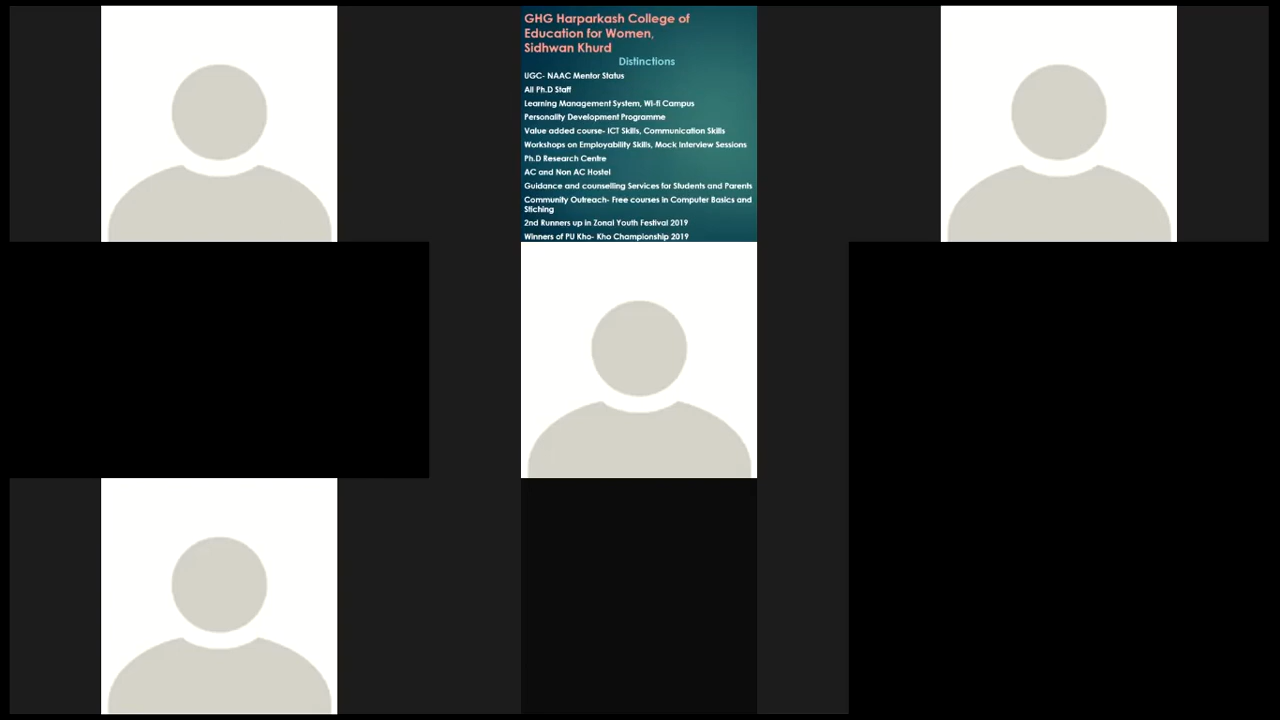 GHG Harparkash College of
Education for Women,
Sidhwan Khurd
Distinctions
UGC- NAAC Mentor Status
All Ph.D Staff
Learning Management System, Wi-fi Campus
Personality Development Programme
Value added course- ICT Skills, Communication Skills
Workshops on Employability Skills, Mock Interview Sessions
Ph.D Research Centre
AC and Non AC Hostel
Guidance and counselling Services for Students and Parents
Community Outreach- Free courses in Computer Basics and
Stiching
2nd Runners up in Zonal Youth Festival 2019
Winners of PU Kho- Kho Championship 2019